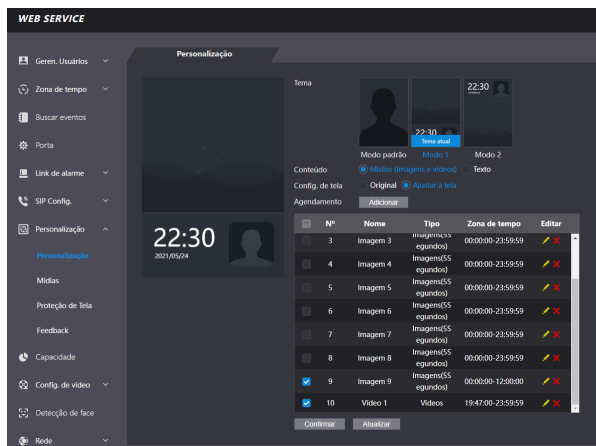 WEB SERVICE
Geren. Usuários
Zona de tempo
Buscar eventos
Porta
Link de alarme
SIP Config.
Personalização
Personalização
Mídias
Proteção de Tela
Feedback
Capacidade
Config. de vídeo
Detecção de face
Rede
Personalização
22:30
2021/05/24
Tema
22:30
22:30
Tema atual
Modo padrão Modo 1 Modo 2
Conteúdo Mídias (Imagens e vídeos) Texto
Config. de tela Original Ajustar à tela
Agendamento Adicionar
Nº Nome Tipo Zona de tempo Editar
3 Imagem 3 Imagens(5S egundos) 00:00:00-23:59:59
4 Imagem 4 Imagens(5S egundos) 00:00:00-23:59:59
5 Imagem 5 Imagens(5S egundos) 00:00:00-23:59:59
6 Imagem 6 Imagens(5S egundos) 00:00:00-23:59:59
7 Imagem 7 Imagens(5S egundos) 00:00:00-23:59:59
8 Imagem 8 Imagens(5S egundos) 00:00:00-23:59:59
9 Imagem 9 Imagens(5S egundos) 00:00:00-12:00:00
10 Vídeo 1 Vídeos 19:47:00-23:59:59
Confirmar Atualizar